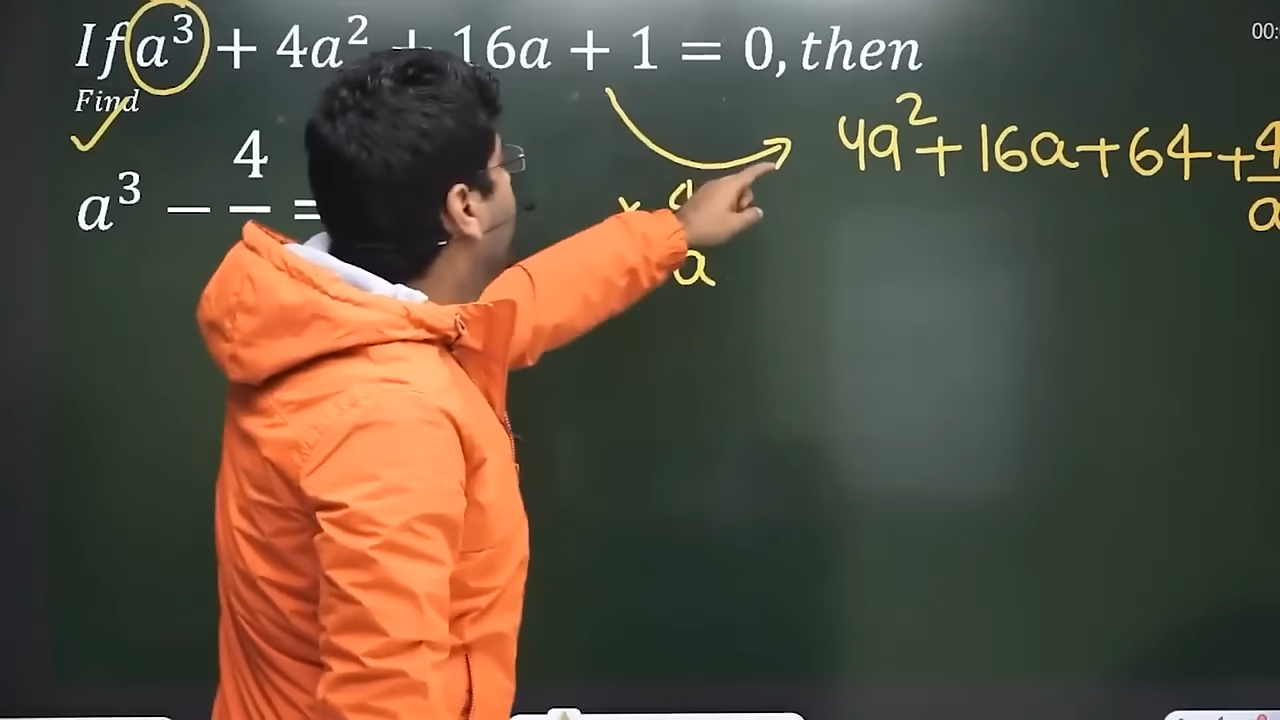 If a³ + 4a² + 16a + 1 = 0, then
Find
a³ − 4/ =
× a
4a² + 16a + 64 + 4/a
00: